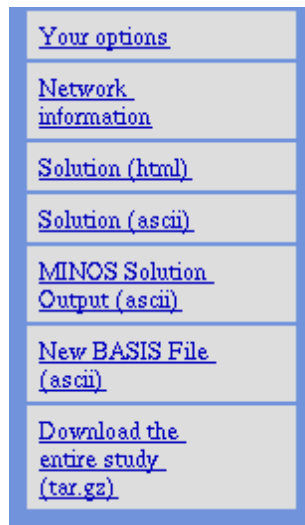 Your options
Network
information
Solution (html)
Solution (ascii)
MINOS Solution
Output (ascii)
New BASIS File
(ascii)
Download the
entire study
(tar.gz)